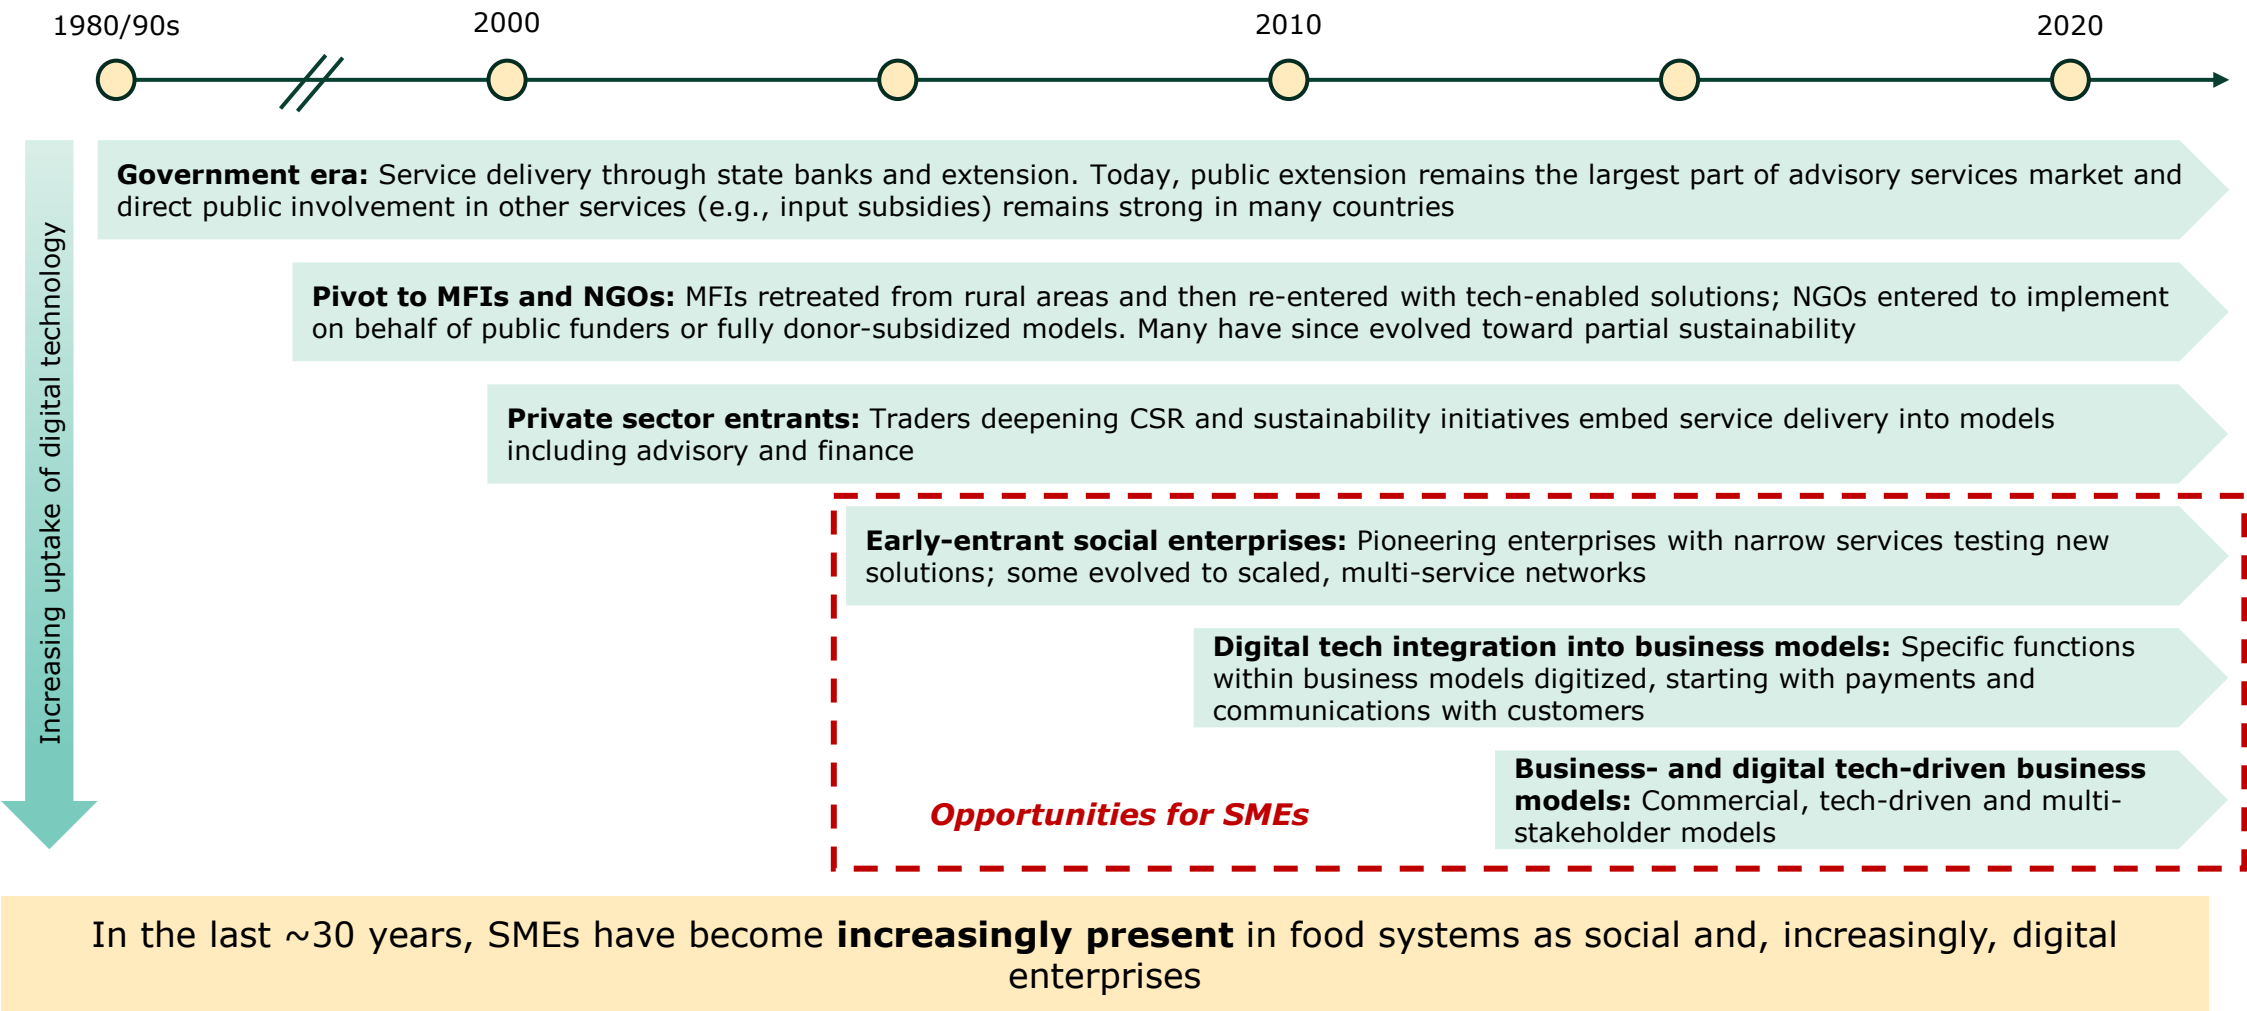 1980/90s
2000
2010
2020
Increasing uptake of digital technology
Government era: Service delivery through state banks and extension. Today, public extension remains the largest part of advisory services market and
direct public involvement in other services (e.g., input subsidies) remains strong in many countries
Pivot to MFIs and NGOs: MFIs retreated from rural areas and then re-entered with tech-enabled solutions; NGOs entered to implement
on behalf of public funders or fully donor-subsidized models. Many have since evolved toward partial sustainability
Private sector entrants: Traders deepening CSR and sustainability initiatives embed service delivery into models
including advisory and finance
Early-entrant social enterprises: Pioneering enterprises with narrow services testing new
solutions; some evolved to scaled, multi-service networks
Digital tech integration into business models: Specific functions
within business models digitized, starting with payments and
communications with customers
Business- and digital tech-driven business
models: Commercial, tech-driven and multi-
stakeholder models
Opportunities for SMEs
In the last ~30 years, SMEs have become increasingly present in food systems as social and, increasingly, digital
enterprises